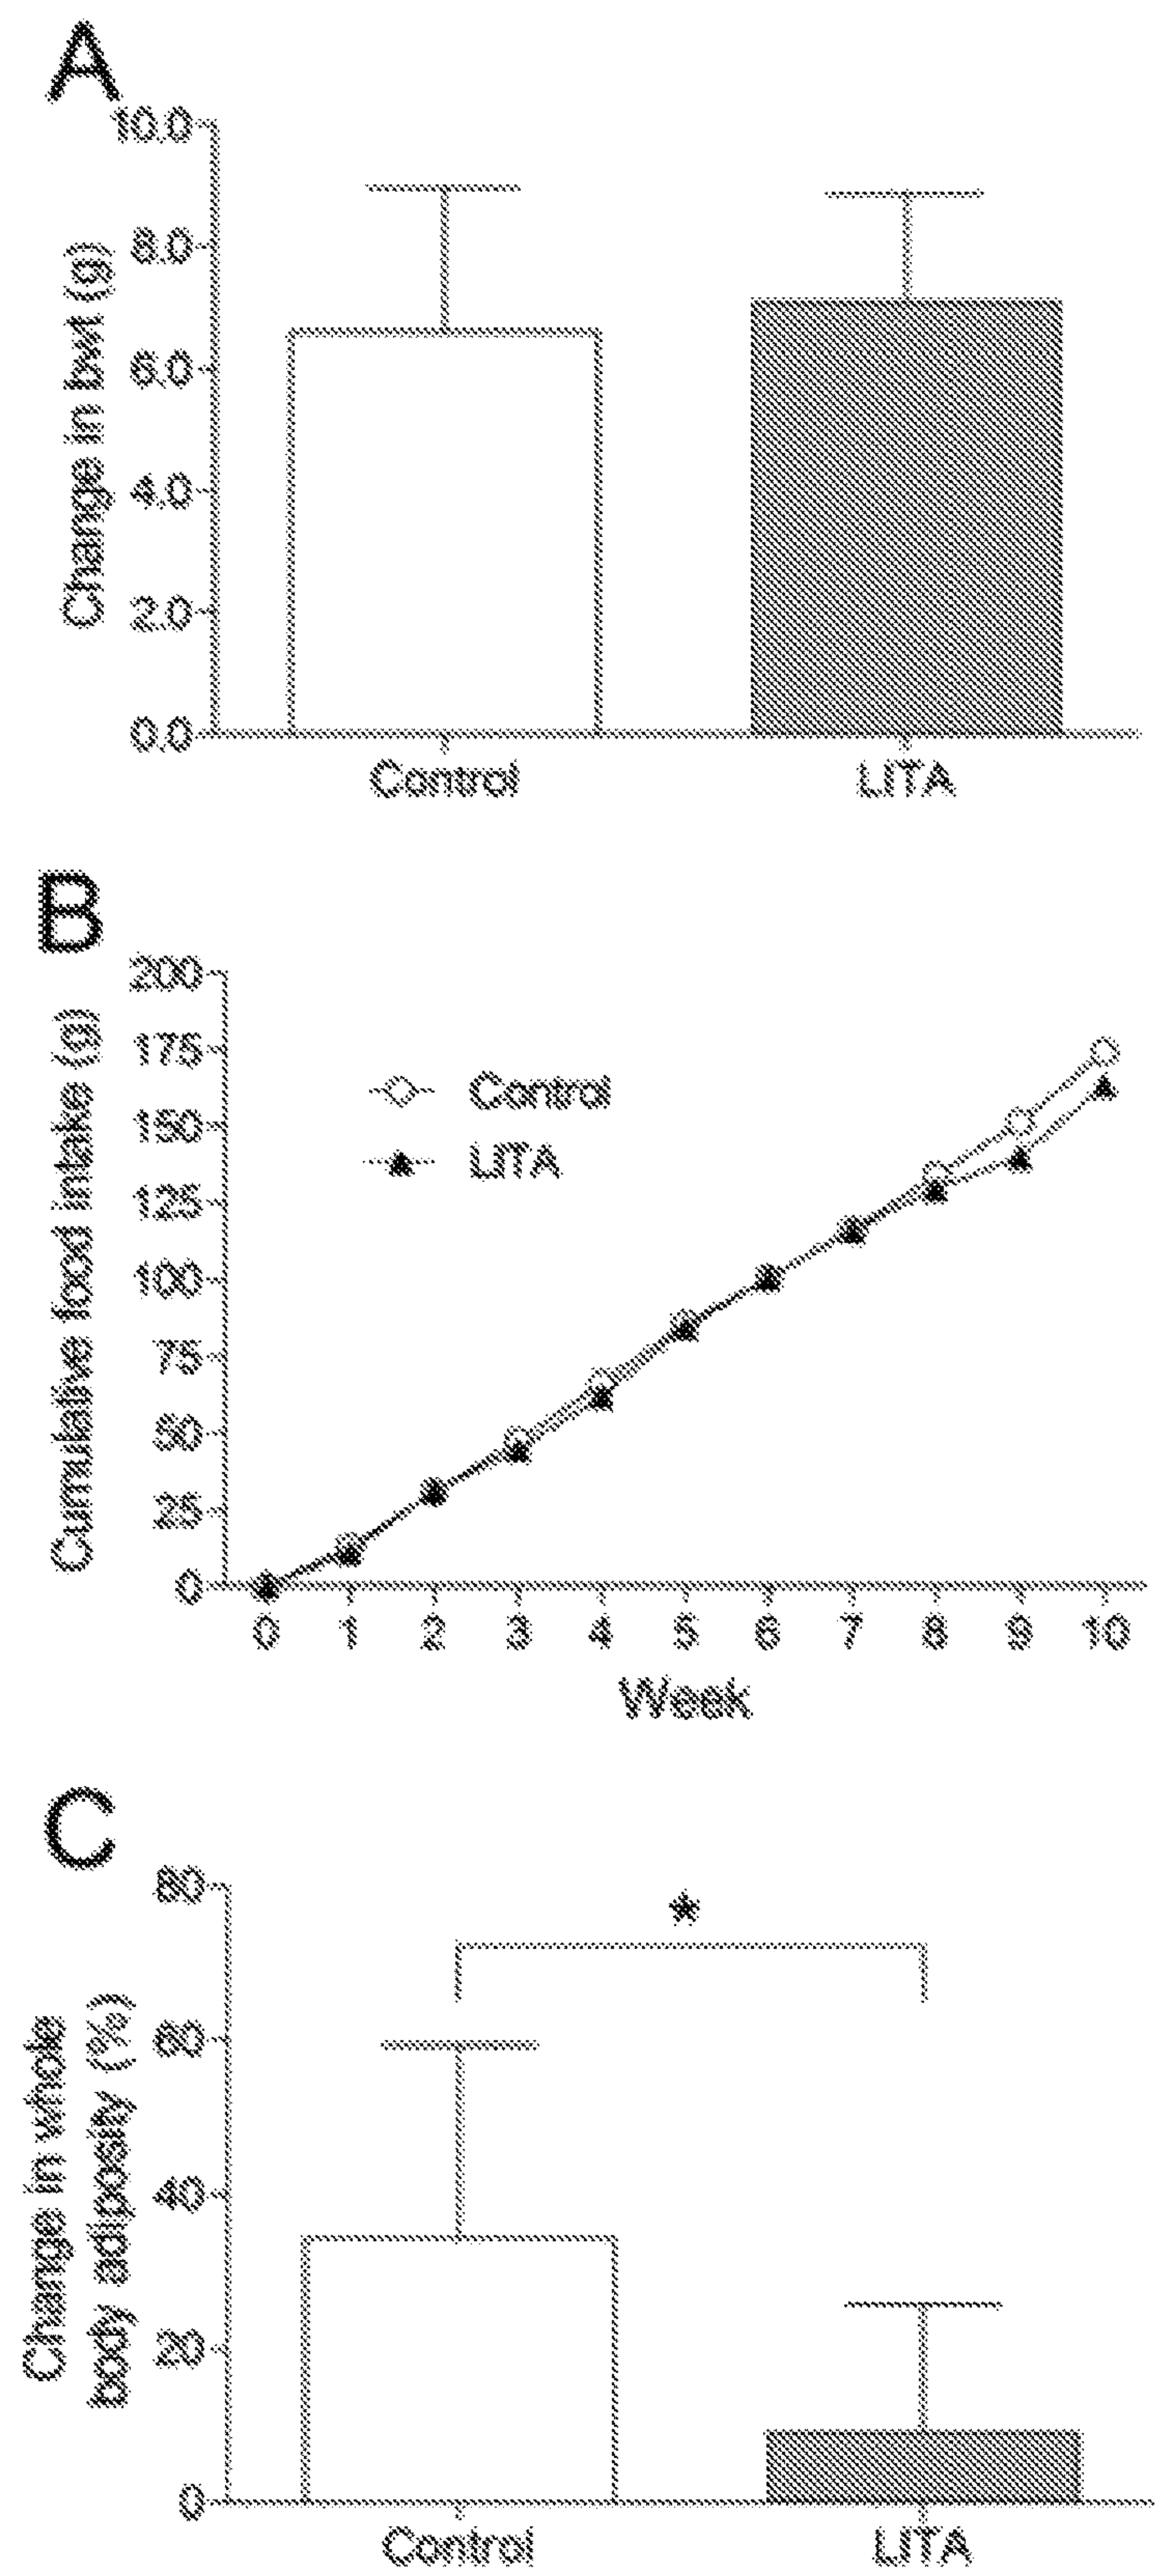 A
10.0
8.0
6.0
4.0
2.0
0.0
Change in bwt (g)
Control
LITA
B
200
175
150
125
100
75
50
25
0
Cumulative food intake (g)
Control
LITA
0 1 2 3 4 5 6 7 8 9 10
Week
C
80
60
40
20
0
Change in whole
body adiposity (%)
*
Control
LITA